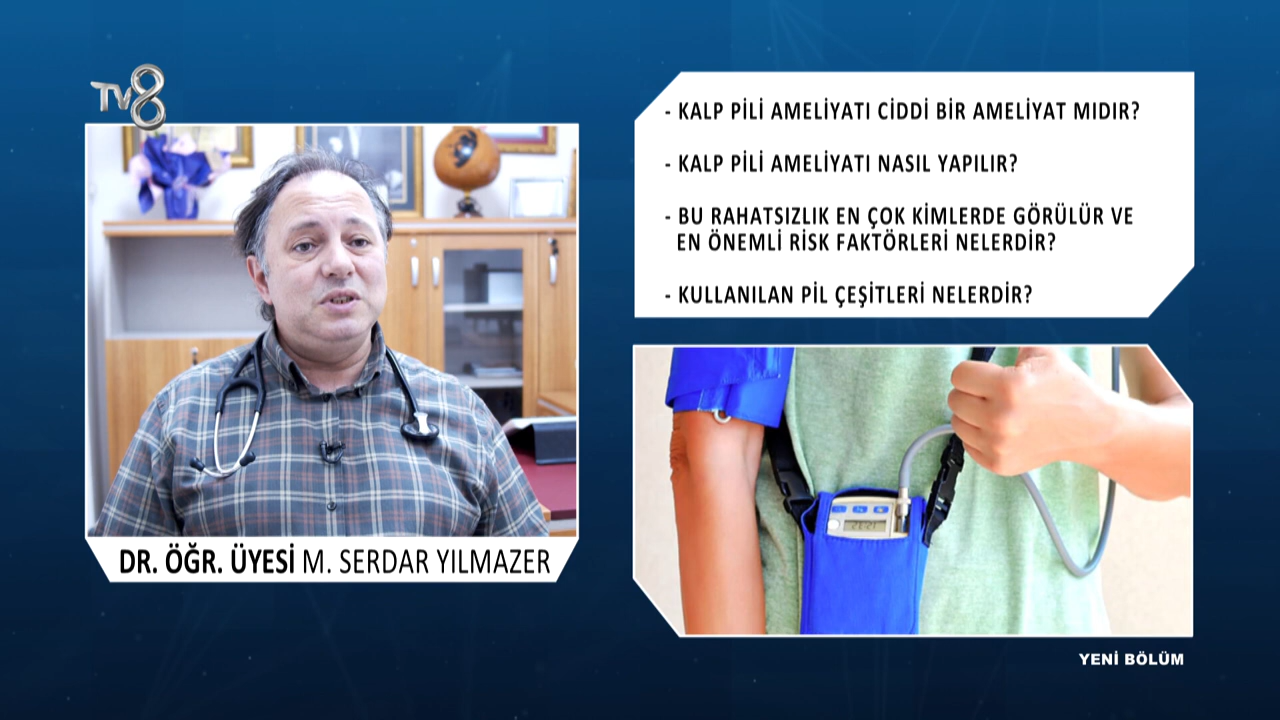 TV8
- KALP PİLİ AMELİYATI CİDDİ BİR AMELİYAT MIDIR?
- KALP PİLİ AMELİYATI NASIL YAPILIR?
- BU RAHATSIZLIK EN ÇOK KİMLERDE GÖRÜLÜR VE
EN ÖNEMLİ RİSK FAKTÖRLERİ NELERDİR?
- KULLANILAN PİL ÇEŞİTLERİ NELERDİR?
DR. ÖĞR. ÜYESİ M. SERDAR YILMAZER
YENİ BÖLÜM